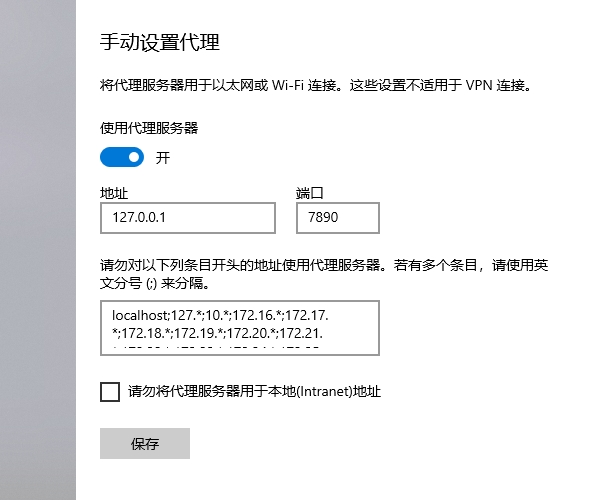 手动设置代理
将代理服务器用于以太网或 Wi-Fi 连接。这些设置不适用于 VPN 连接。
使用代理服务器
开
地址 端口
127.0.0.1 7890
请勿对以下列条目开头的地址使用代理服务器。若有多个条目，请使用英
文分号 (;) 来分隔。
localhost;127.*;10.*;172.16.*;172.17.
*;172.18.*;172.19.*;172.20.*;172.21.
请勿将代理服务器用于本地(Intranet)地址
保存